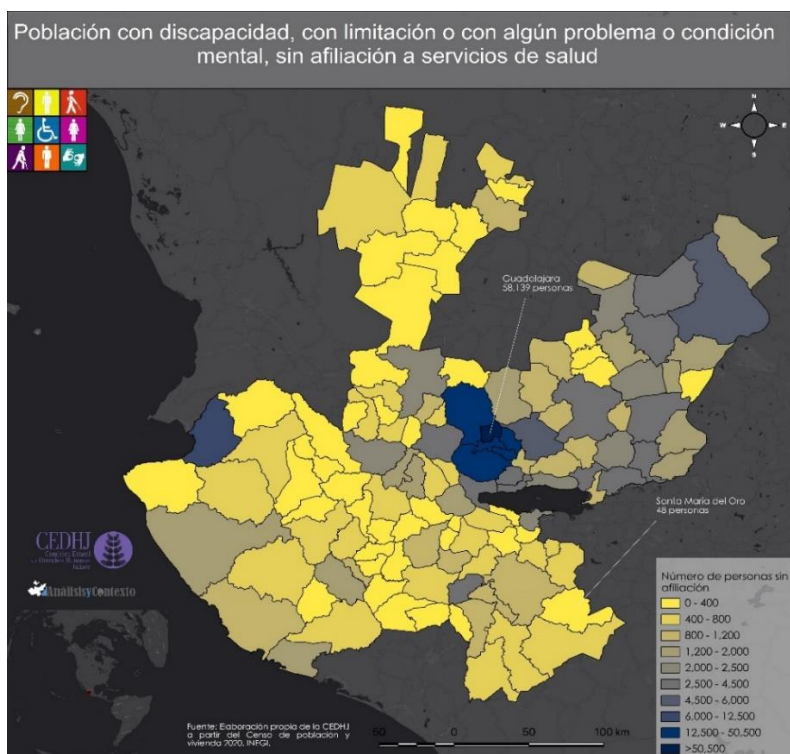 Población con discapacidad, con limitación o con algún problema o condición
mental, sin afiliación a servicios de salud
N
W
E
S
Guadalajara
58,139 personas
Santa María del Oro
48 personas
CEDHJ
AnálisisyContexto
Número de personas sin
afiliación
0 - 400
400 - 800
800 - 1,200
1,200 - 2,000
2,000 - 2,500
2,500 - 4,500
4,500 - 6,000
6,000 - 12,500
12,500 - 50,500
>50,500
Fuente: Elaboración propia de la CEDHJ
a partir del Censo de población y
vivienda 2020, INEGI.
60 0 60 100 km